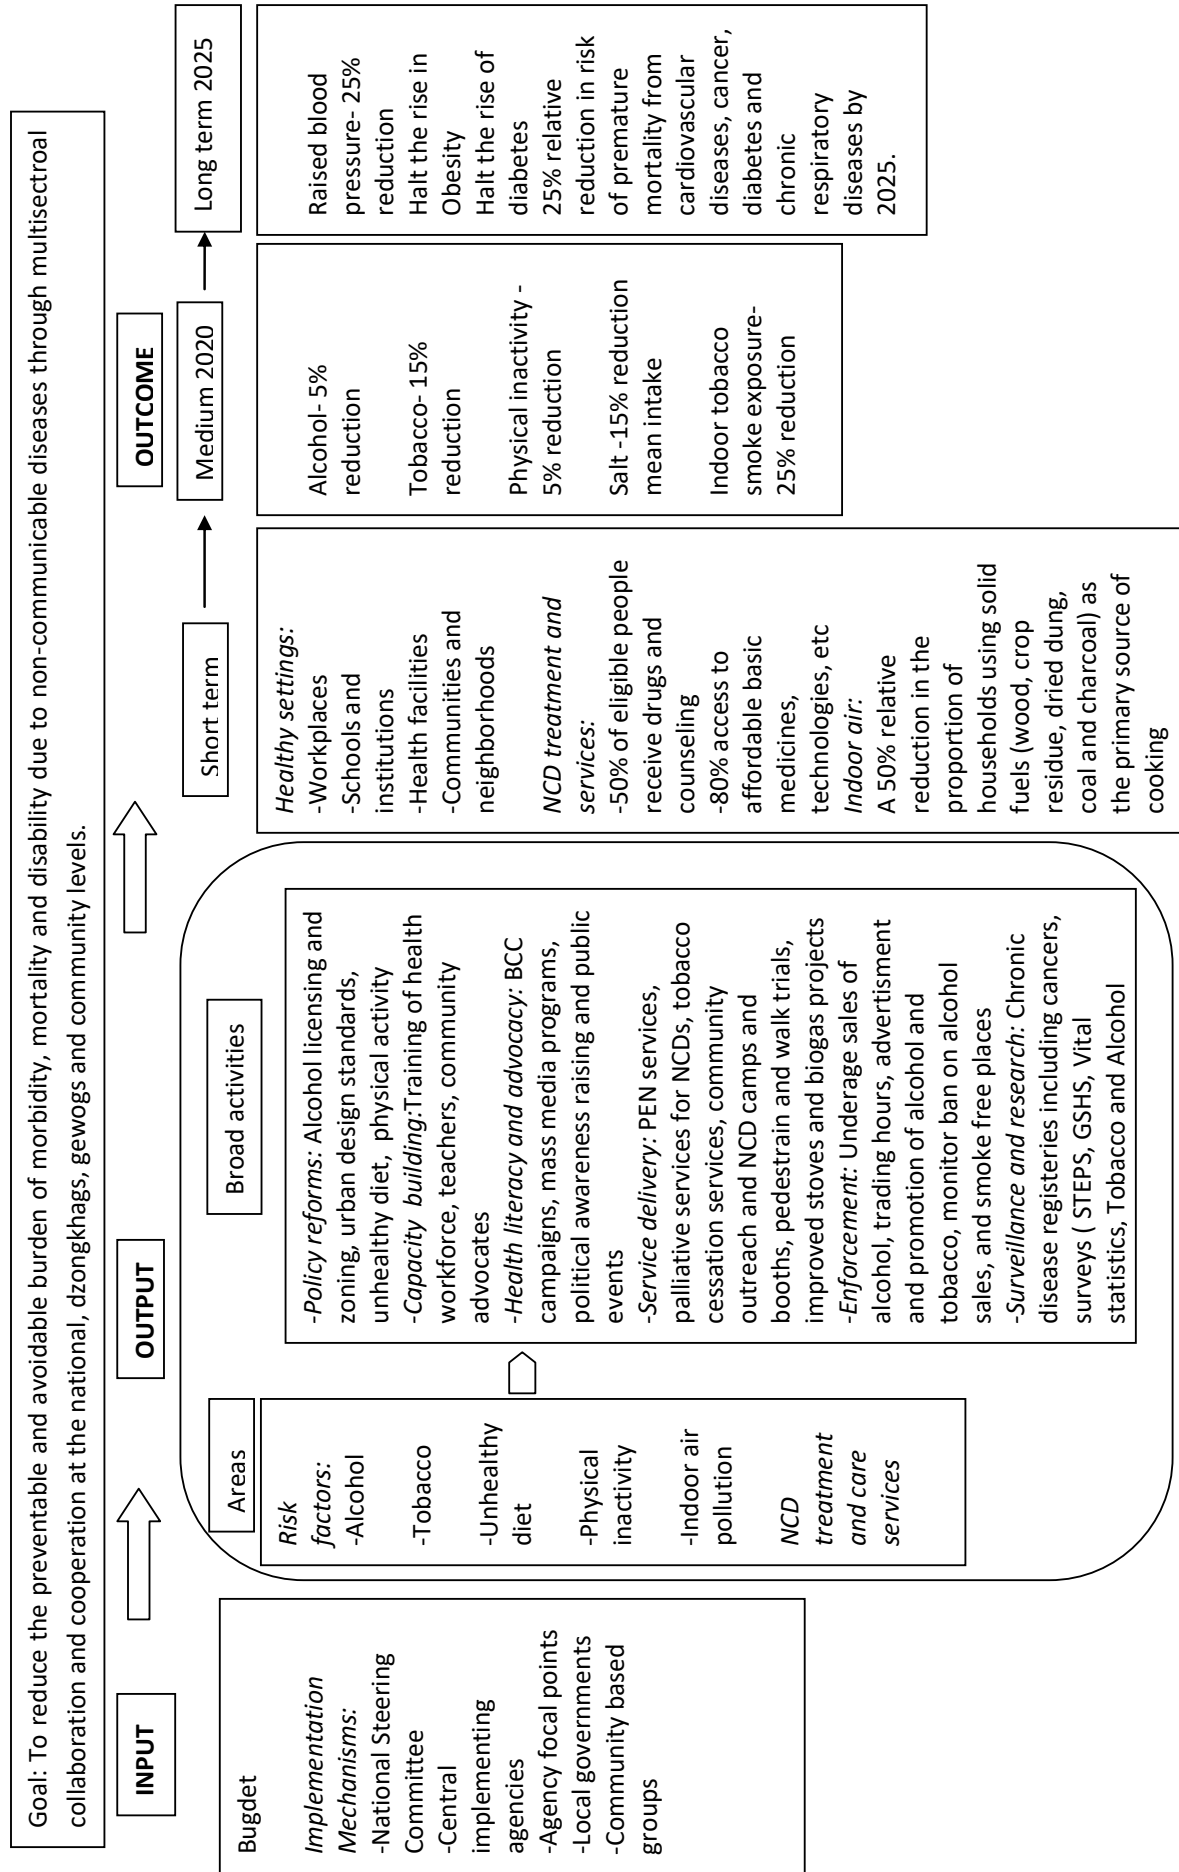 Goal: To reduce the preventable and avoidable burden of morbidity, mortality and disability due to non-communicable diseases through multisectroal
collaboration and cooperation at the national, dzongkhags, gewogs and community levels.
INPUT
OUTPUT
OUTCOME
Bugdet
Implementation
Mechanisms:
-National Steering
Committee
-Central
implementing
agencies
-Agency focal points
-Local governments
-Community based
groups
Areas
Risk
factors:
-Alcohol
-Tobacco
-Unhealthy
diet
-Physical
inactivity
-Indoor air
pollution
NCD
treatment
and care
services
Broad activities
-Policy reforms: Alcohol licensing and
zoning, urban design standards,
unhealthy diet, physical activity
-Capacity building:Training of health
workforce, teachers, community
advocates
-Health literacy and advocacy: BCC
campaigns, mass media programs,
political awareness raising and public
events
-Service delivery: PEN services,
palliative services for NCDs, tobacco
cessation services, community
outreach and NCD camps and
booths, pedestrain and walk trials,
improved stoves and biogas projects
-Enforcement: Underage sales of
alcohol, trading hours, advertisment
and promotion of alcohol and
tobacco, monitor ban on alcohol
sales, and smoke free places
-Surveillance and research: Chronic
disease registeries including cancers,
surveys ( STEPS, GSHS, Vital
statistics, Tobacco and Alcohol
Short term
Healthy settings:
-Workplaces
-Schools and
institutions
-Health facilities
-Communities and
neighborhoods
NCD treatment and
services:
-50% of eligible people
receive drugs and
counseling
-80% access to
affordable basic
medicines,
technologies, etc
Indoor air:
A 50% relative
reduction in the
proportion of
households using solid
fuels (wood, crop
residue, dried dung,
coal and charcoal) as
the primary source of
cooking
Medium 2020
Alcohol- 5%
reduction
Tobacco- 15%
reduction
Physical inactivity -
5% reduction
Salt -15% reduction
mean intake
Indoor tobacco
smoke exposure-
25% reduction
Long term 2025
Raised blood
pressure- 25%
reduction
Halt the rise in
Obesity
Halt the rise of
diabetes
25% relative
reduction in risk
of premature
mortality from
cardiovascular
diseases, cancer,
diabetes and
chronic
respiratory
diseases by
2025.